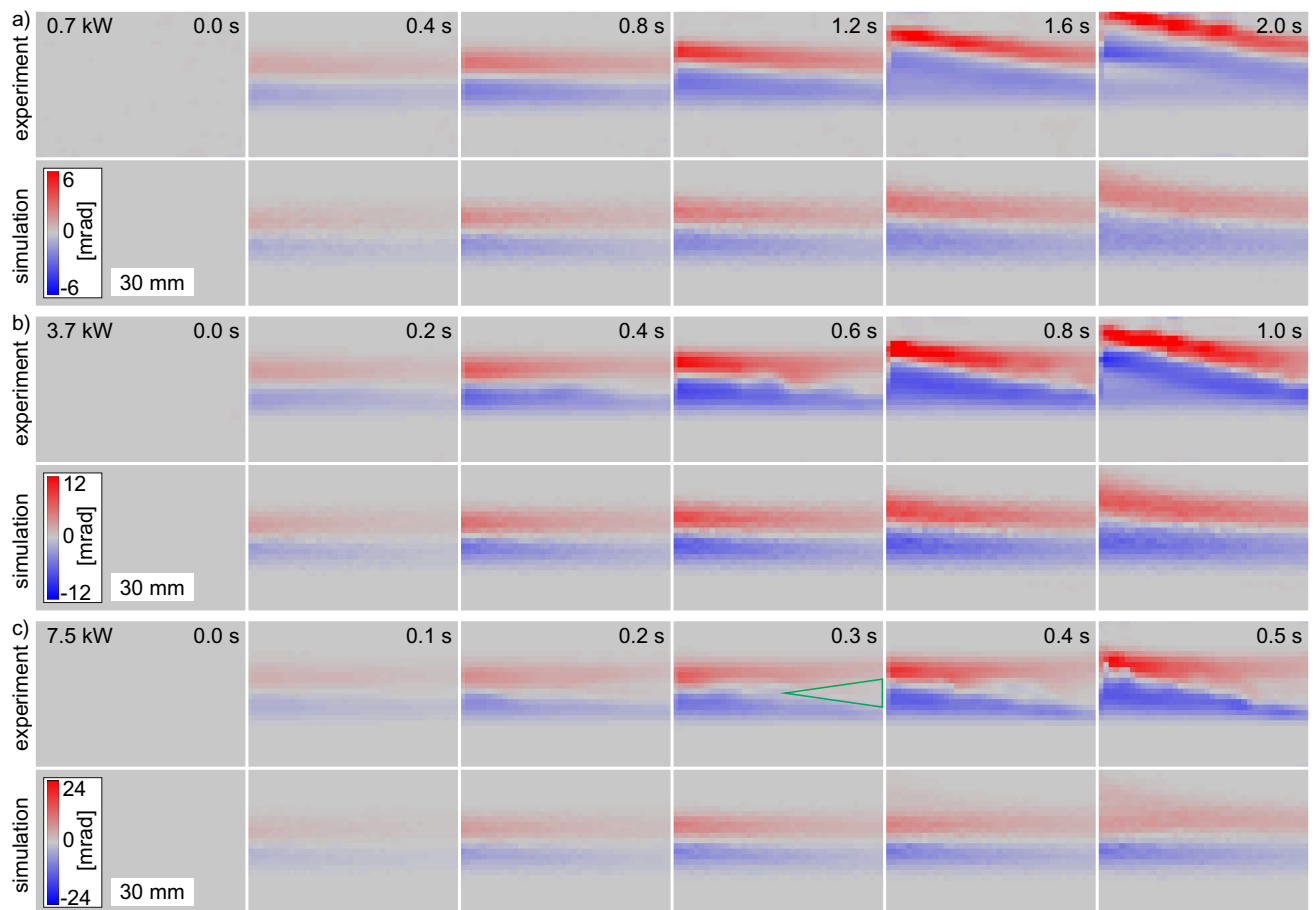 a)
0.7 kW 0.0 s 0.4 s 0.8 s 1.2 s 1.6 s 2.0 s
experiment
simulation
6
0
-6
[mrad]
30 mm
b)
3.7 kW 0.0 s 0.2 s 0.4 s 0.6 s 0.8 s 1.0 s
experiment
simulation
12
0
-12
[mrad]
30 mm
c)
7.5 kW 0.0 s 0.1 s 0.2 s 0.3 s 0.4 s 0.5 s
experiment
simulation
24
0
-24
[mrad]
30 mm